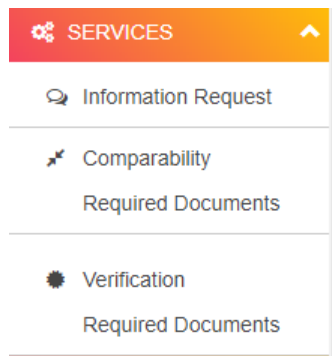 SERVICES
Information Request
Comparability
Required Documents
Verification
Required Documents